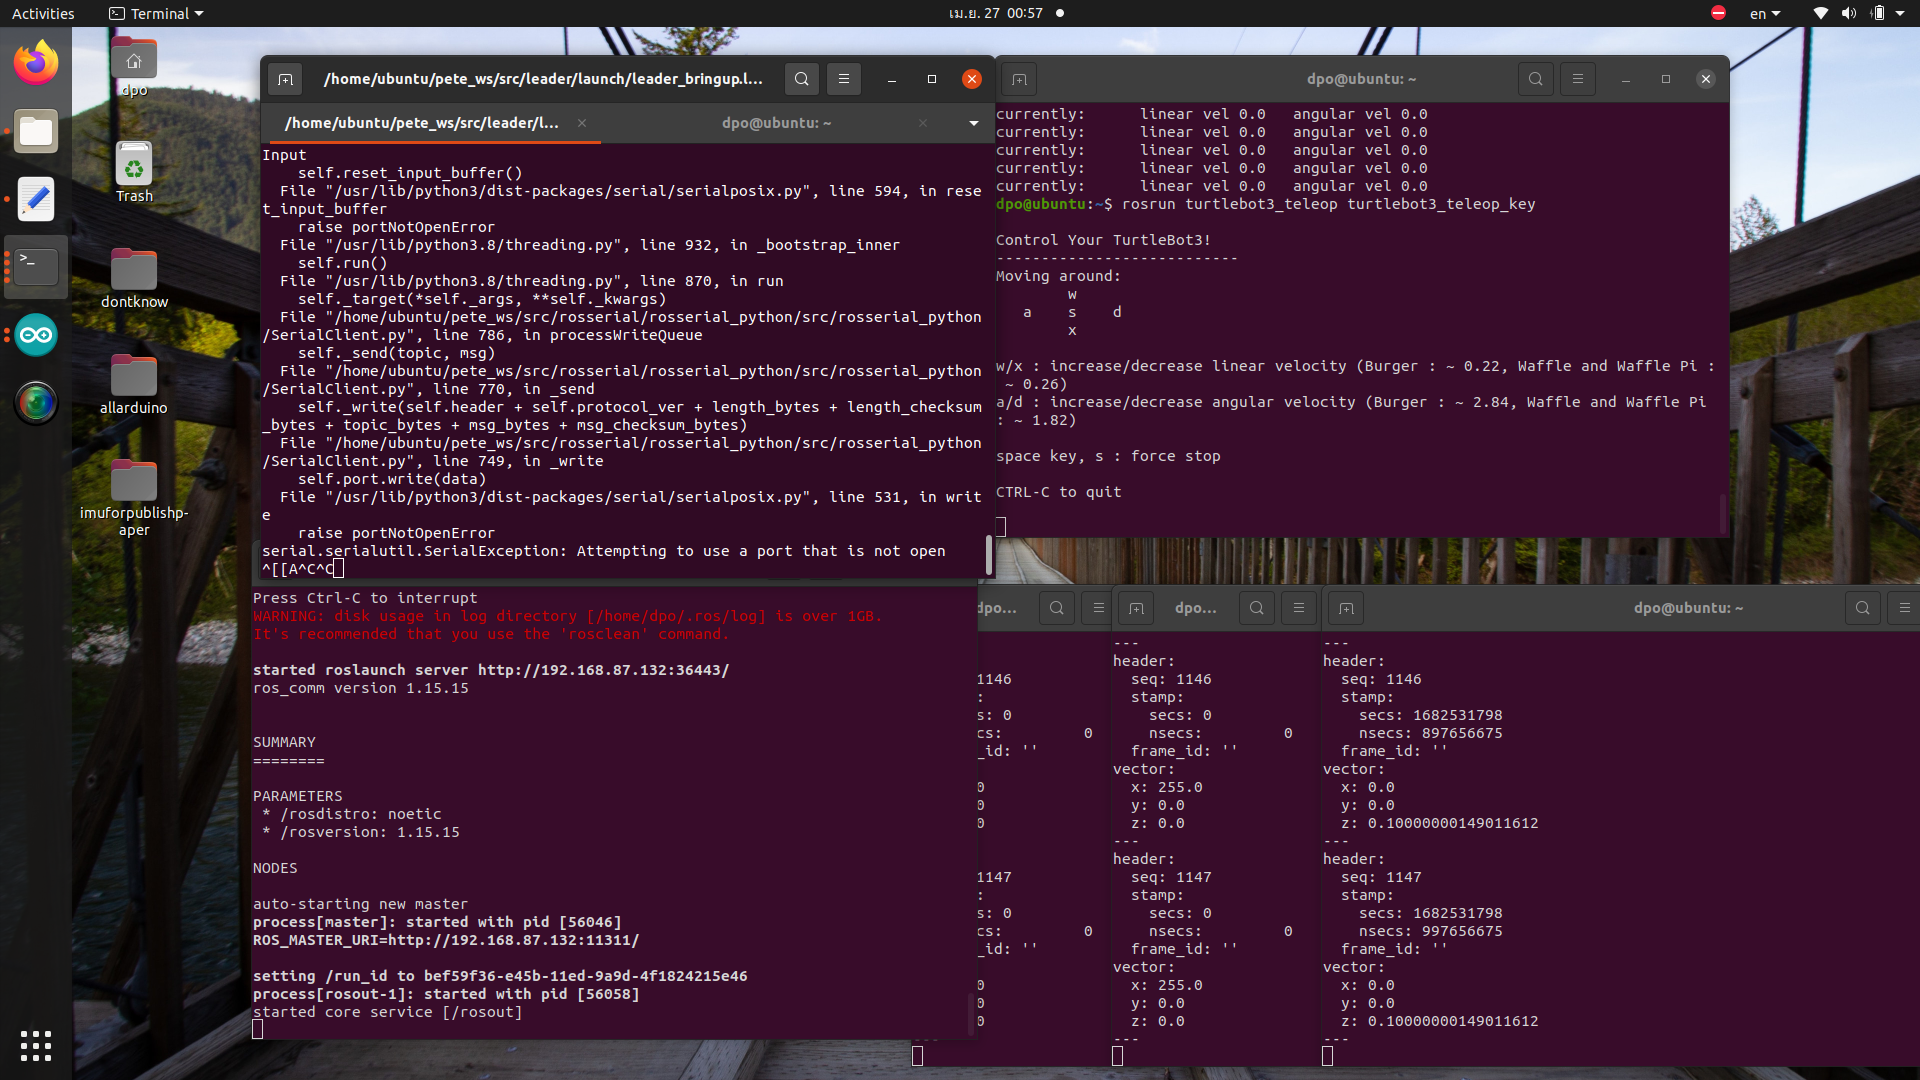 Activities
Terminal
เม.ย. 27 00:57
en
dpo
Trash
dontknow
allarduino
imuforpublishp-
aper
/home/ubuntu/pete_ws/src/leader/launch/leader_bringup.l...
/home/ubuntu/pete_ws/src/leader/l...
dpo@ubuntu: ~
Input
self.reset_input_buffer()
File "/usr/lib/python3/dist-packages/serial/serialposix.py", line 594, in rese
t_input_buffer
raise portNotOpenError
File "/usr/lib/python3.8/threading.py", line 932, in _bootstrap_inner
self.run()
File "/usr/lib/python3.8/threading.py", line 870, in run
self._target(*self._args, **self._kwargs)
File "/home/ubuntu/pete_ws/src/rosserial/rosserial_python/src/rosserial_python
/SerialClient.py", line 786, in processWriteQueue
self._send(topic, msg)
File "/home/ubuntu/pete_ws/src/rosserial/rosserial_python/src/rosserial_python
/SerialClient.py", line 770, in _send
self._write(self.header + self.protocol_ver + length_bytes + length_checksum
_bytes + topic_bytes + msg_bytes + msg_checksum_bytes)
File "/home/ubuntu/pete_ws/src/rosserial/rosserial_python/src/rosserial_python
/SerialClient.py", line 749, in _write
self.port.write(data)
File "/usr/lib/python3/dist-packages/serial/serialposix.py", line 531, in writ
e
raise portNotOpenError
serial.serialutil.SerialException: Attempting to use a port that is not open
^[[A^C^C
dpo@ubuntu: ~
currently: linear vel 0.0 angular vel 0.0
currently: linear vel 0.0 angular vel 0.0
currently: linear vel 0.0 angular vel 0.0
currently: linear vel 0.0 angular vel 0.0
currently: linear vel 0.0 angular vel 0.0
dpo@ubuntu:~$ rosrun turtlebot3_teleop turtlebot3_teleop_key
Control Your TurtleBot3!
---------------------------
Moving around:
w
a s d
x
w/x : increase/decrease linear velocity (Burger : ~ 0.22, Waffle and Waffle Pi :
~ 0.26)
a/d : increase/decrease angular velocity (Burger : ~ 2.84, Waffle and Waffle Pi
: ~ 1.82)
space key, s : force stop
CTRL-C to quit
Press Ctrl-C to interrupt
WARNING: disk usage in log directory [/home/dpo/.ros/log] is over 1GB.
It's recommended that you use the 'rosclean' command.
started roslaunch server http://192.168.87.132:36443/
ros_comm version 1.15.15
SUMMARY
========
PARAMETERS
* /rosdistro: noetic
* /rosversion: 1.15.15
NODES
auto-starting new master
process[master]: started with pid [56046]
ROS_MASTER_URI=http://192.168.87.132:11311/
setting /run_id to bef59f36-e45b-11ed-9a9d-4f1824215e46
process[rosout-1]: started with pid [56058]
started core service [/rosout]
dpo...
1146
:
s: 0
cs: 0
_id: ''
0
0
0
1147
:
s: 0
cs: 0
_id: ''
0
0
0
---
dpo...
---
header:
seq: 1146
stamp:
secs: 0
nsecs: 0
frame_id: ''
vector:
x: 255.0
y: 0.0
z: 0.0
---
header:
seq: 1147
stamp:
secs: 0
nsecs: 0
frame_id: ''
vector:
x: 255.0
y: 0.0
z: 0.0
---
dpo@ubuntu: ~
---
header:
seq: 1146
stamp:
secs: 1682531798
nsecs: 897656675
frame_id: ''
vector:
x: 0.0
y: 0.0
z: 0.10000000149011612
---
header:
seq: 1147
stamp:
secs: 1682531798
nsecs: 997656675
frame_id: ''
vector:
x: 0.0
y: 0.0
z: 0.10000000149011612
---